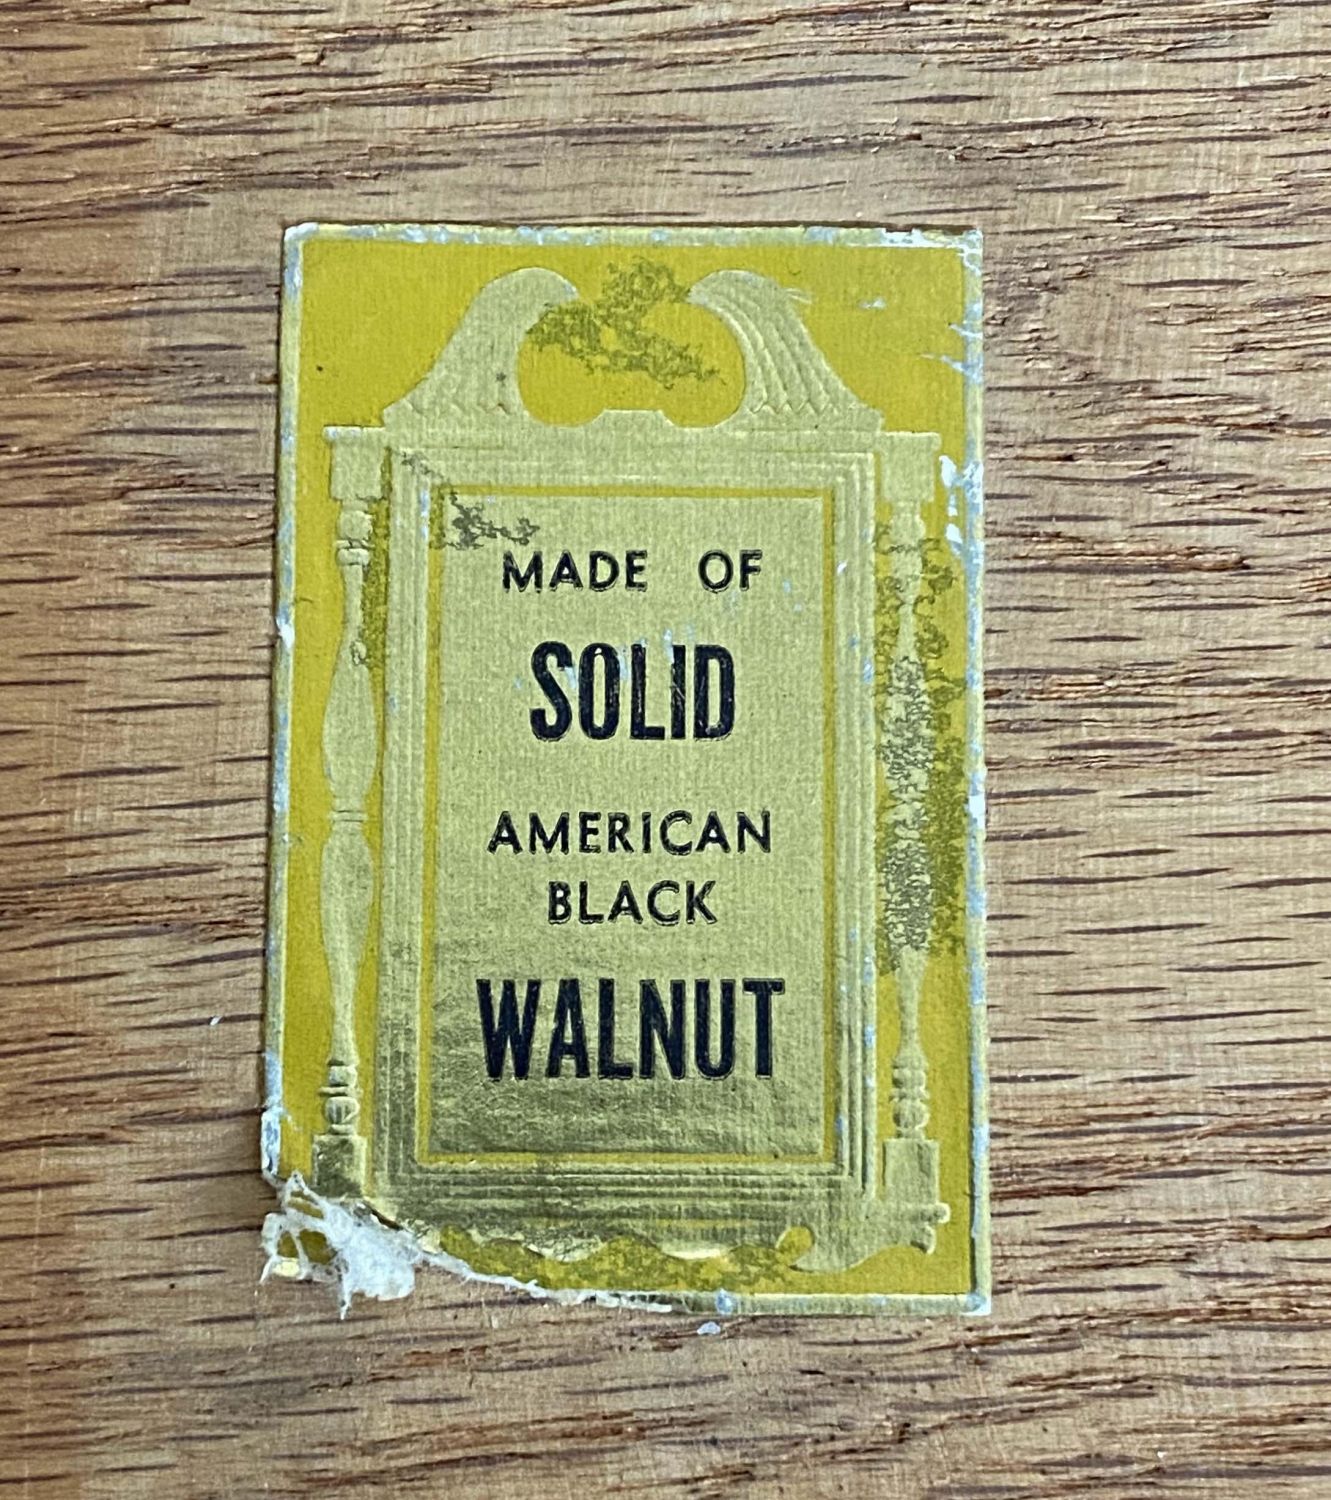 MADE OF
SOLID
AMERICAN
BLACK
WALNUT